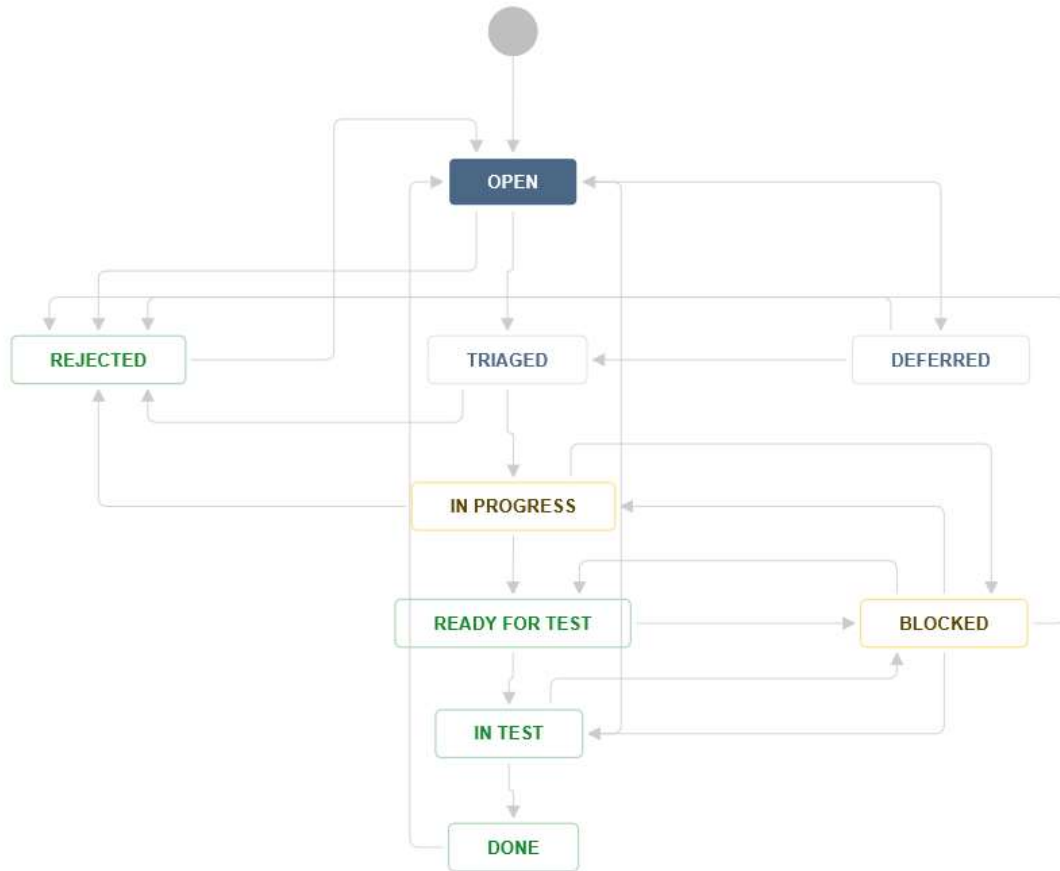 OPEN
REJECTED
TRIAGED
DEFERRED
IN PROGRESS
READY FOR TEST
BLOCKED
IN TEST
DONE